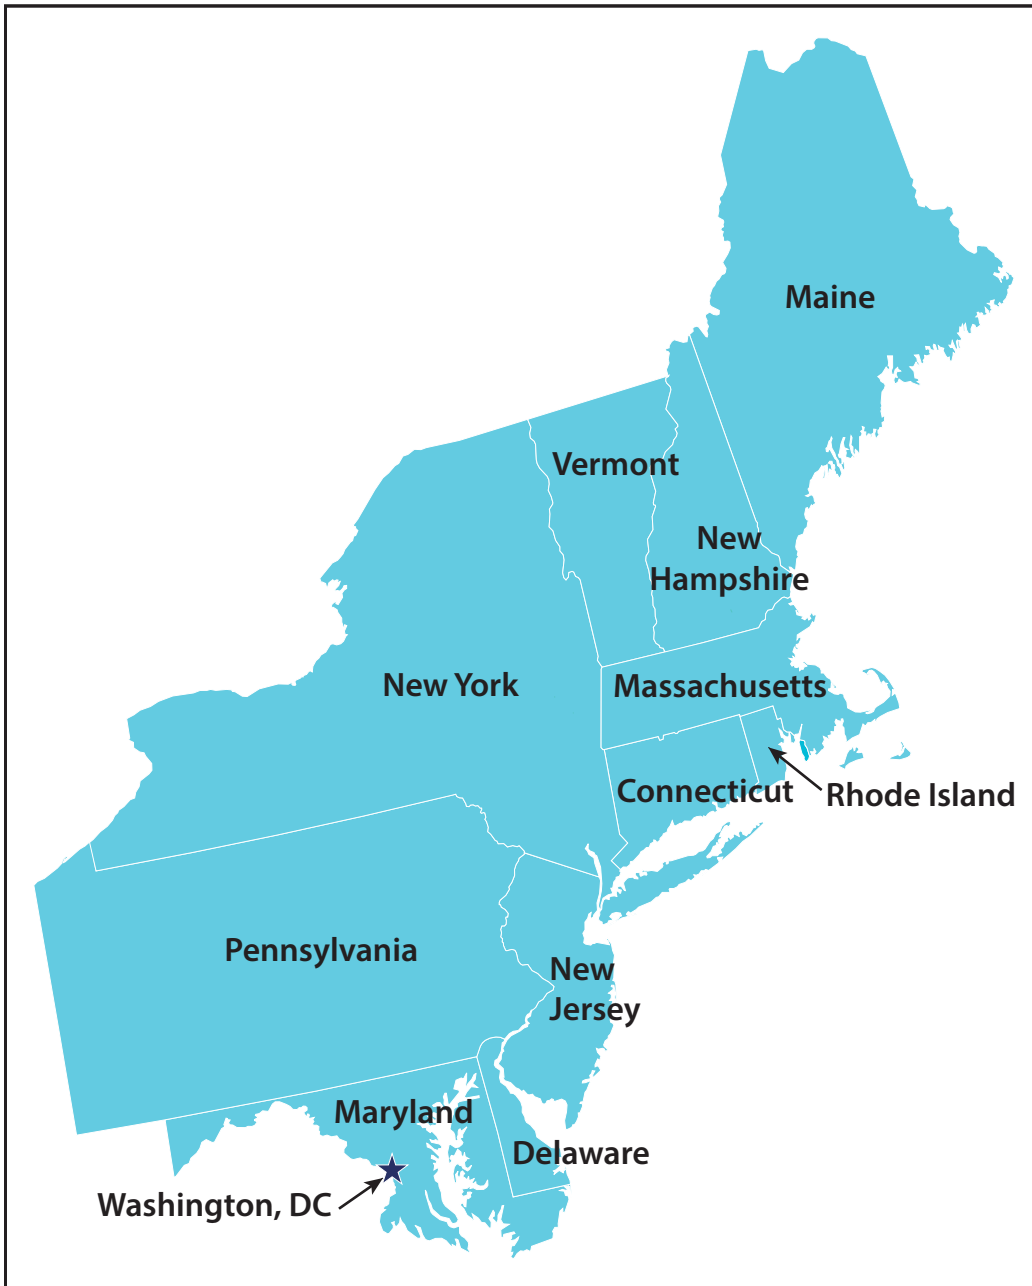 Maine
Vermont
New
Hampshire
New York
Massachusetts
Connecticut
Rhode Island
Pennsylvania
New
Jersey
Maryland
Delaware
Washington, DC